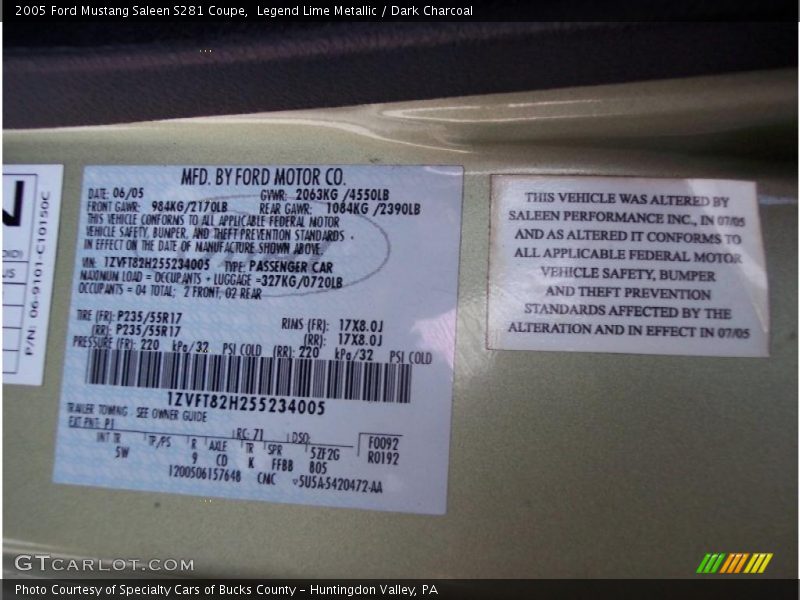 2005 Ford Mustang Saleen S281 Coupe, Legend Lime Metallic / Dark Charcoal
P/N: 06-9101-C10150C
MFD. BY FORD MOTOR CO.
DATE: 06/05 GVWR: 2063KG /4550LB
FRONT GAWR: 984KG/2170LB REAR GAWR: 1084KG /2390LB
THIS VEHICLE CONFORMS TO ALL APPLICABLE FEDERAL MOTOR
VEHICLE SAFETY, BUMPER, AND THEFT PREVENTION STANDARDS
IN EFFECT ON THE DATE OF MANUFACTURE SHOWN ABOVE.
VIN: 1ZVFT82H255234005 TYPE: PASSENGER CAR
MAXIMUM LOAD = OCCUPANTS + LUGGAGE =327KG/0720LB
OCCUPANTS = 04 TOTAL; 2 FRONT, 02 REAR
TIRE (FR): P235/55R17 RIMS (FR): 17X8.0J
(RR): P235/55R17 (RR): 17X8.0J
PRESSURE (FR): 220 kPa/32 PSI COLD (RR): 220 kPa/32 PSI COLD
1ZVFT82H255234005
TRAILER TOWING - SEE OWNER GUIDE
EXT PNT: P1 RC: 71 DSO: F0092
INT TR TP/PS R AXLE TR SPR 5ZF2G R0192
5W 9 CD K FFBB 805
1200506157648 CMC 5U5A-5420472-AA
THIS VEHICLE WAS ALTERED BY
SALEEN PERFORMANCE INC., IN 07/05
AND AS ALTERED IT CONFORMS TO
ALL APPLICABLE FEDERAL MOTOR
VEHICLE SAFETY, BUMPER
AND THEFT PREVENTION
STANDARDS AFFECTED BY THE
ALTERATION AND IN EFFECT IN 07/05
GTCARLOT.COM
Photo Courtesy of Specialty Cars of Bucks County – Huntingdon Valley, PA